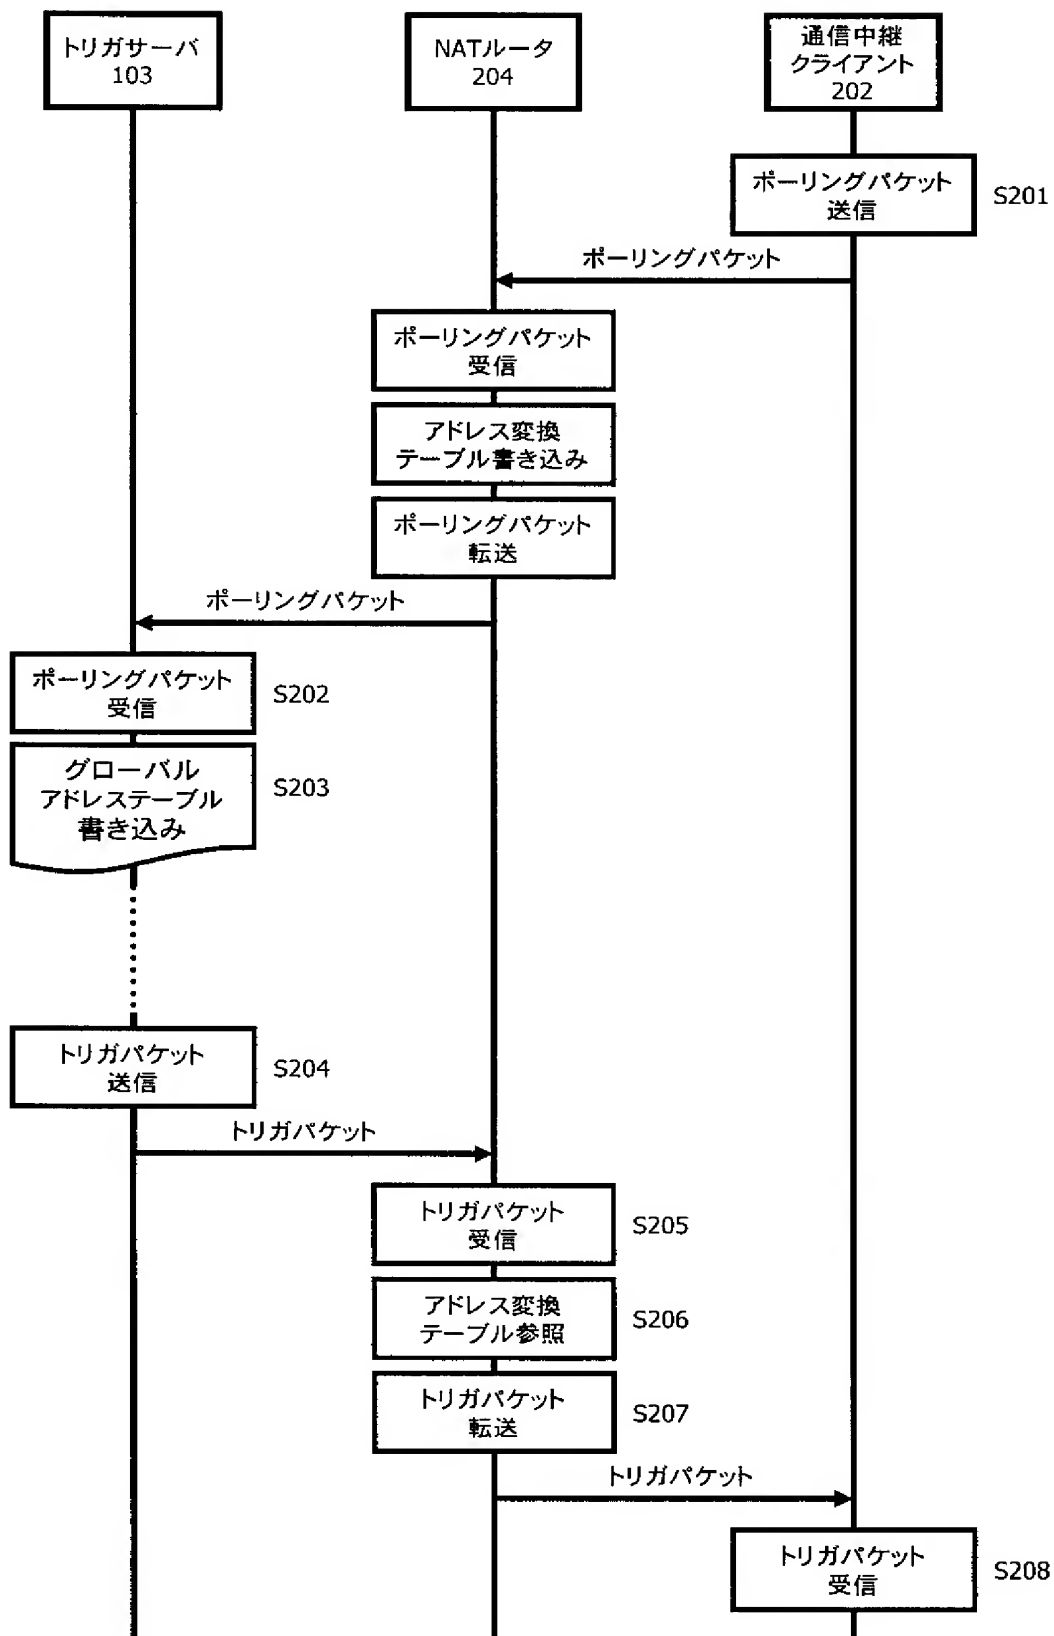 トリガサーバ
103
NATルータ
204
通信中継
クライアント
202
ポーリングパケット
送信
S201
ポーリングパケット
ポーリングパケット
受信
アドレス変換
テーブル書き込み
ポーリングパケット
転送
ポーリングパケット
ポーリングパケット
受信
S202
グローバル
アドレステーブル
書き込み
S203
トリガパケット
送信
S204
トリガパケット
トリガパケット
受信
S205
アドレス変換
テーブル参照
S206
トリガパケット
転送
S207
トリガパケット
トリガパケット
受信
S208